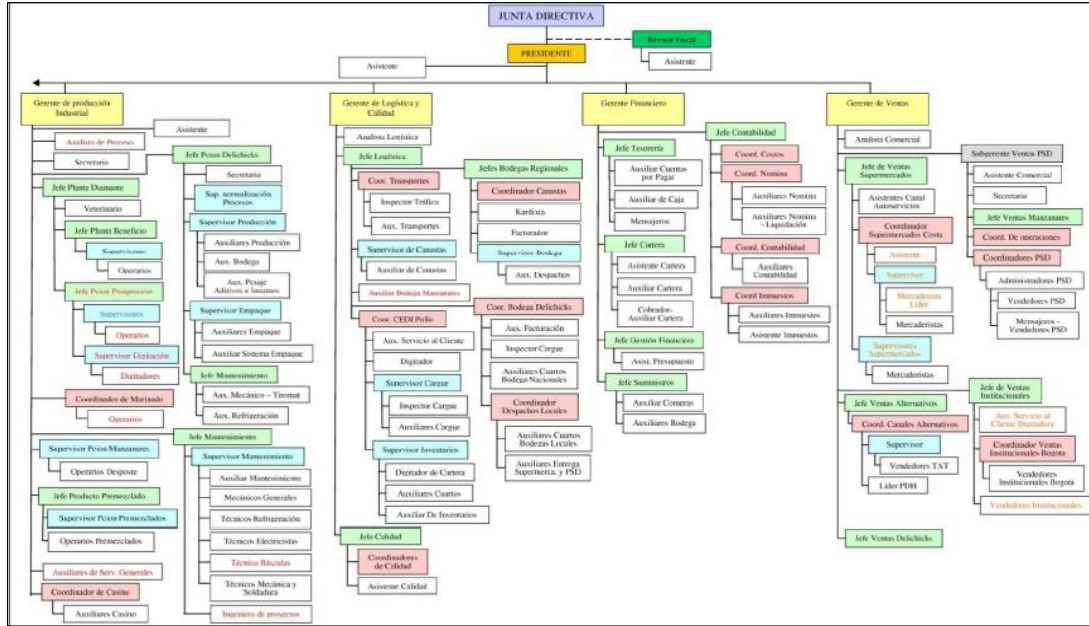 JUNTA DIRECTIVA
Revisor Fiscal
PRESIDENTE
Asistente
Asistente
Gerente de producción
Industrial
Asistente
Analista de Proceso
Secretario
Jefe Planta Diamante
Veterinario
Jefe Planta Beneficio
Supervisores
Operarios
Jefe Pcion Postproceso
Supervisores
Operarios
Supervisor Digitación
Digitadores
Coordinador de Marinado
Operarios
Supervisor Pcion Manzanares
Operarios Desposte
Jefe Producto Premezclado
Supervisor Pcion Premezclados
Operarios Premezclados
Auxiliares de Serv. Generales
Coordinador de Casino
Auxiliares Casino
Jefe Pcion Delichicks
Secretaria
Sup. normalización
Procesos
Supervisor Producción
Auxiliares Producción
Aux. Bodega
Aux. Pesaje
Aditivos e Insumos
Supervisor Empaque
Auxiliares Empaque
Auxiliar Sistema Empaque
Jefe Mantenimiento
Aux. Mecánico – Tiromat
Aux. Refrigeración
Jefe Mantenimiento
Supervisor Mantenimiento
Auxiliar Mantenimiento
Mecánicos Generales
Técnicos Refrigeración
Técnicos Electricistas
Técnico Básculas
Técnicos Mecánica y
Soldadura
Ingeniero de proyectos
Gerente de Logística y
Calidad
Analista Logística
Jefe Logística
Coor. Transportes
Inspector Tráfico
Aux. Transportes
Supervisor de Canastas
Auxiliar de Canastas
Auxiliar Bodega Manzanares
Coor. CEDI Pollo
Aux. Servicio al Cliente
Digitador
Supervisor Cargue
Inspector Cargue
Auxiliares Cargue
Supervisor Inventarios
Digitador de Cartera
Auxiliares Cuartos
Auxiliar De Inventarios
Jefe Calidad
Coordinadores
de Calidad
Asistente Calidad
Jefes Bodegas Regionales
Coordinador Canastas
Kardixta
Facturador
Supervisor Bodega
Aux. Despachos
Coor. Bodega Delichicks
Aux. Facturación
Inspector Cargue
Auxiliares Cuartos
Bodega Nacionales
Coordinador
Despachos Locales
Auxiliares Cuartos
Bodegas Locales
Auxiliares Entrega
Supermerca. y PSD
Gerente Financiero
Jefe Tesorería
Auxiliar Cuentas
por Pagar
Auxiliar de Caja
Mensajeros
Jefe Cartera
Asistente Cartera
Auxiliar Cartera
Cobrador-
Auxiliar Cartera
Jefe Gestión Financiera
Asist. Presupuesto
Jefe Suministros
Auxiliar Compras
Auxiliares Bodega
Jefe Contabilidad
Coord. Costos
Coord. Nomina
Auxiliares Nomina
Auxiliares Nomina
- Liquidación
Coord. Contabilidad
Auxiliares
Contabilidad
Coord Impuestos
Auxiliares Impuestos
Asistente Impuestos
Gerente de Ventas
Analista Comercial
Jefe de Ventas
Supermercados
Asistentes Canal
Autoservicios
Coordinador
Supermercados Costa
Asistente
Supervisor
Mercaderista
Líder
Mercaderistas
Supervisores
Supermercados
Mercaderistas
Jefe Ventas Alternativos
Coord. Canales Alternativos
Supervisor
Vendedores TAT
Líder PDH
Jefe Ventas Delichicks
Subgerente Ventas PSD
Asistente Comercial
Secretaria
Jefe Ventas Manzanares
Coord. De operaciones
Coordinadores PSD
Administradores PSD
Vendedores PSD
Mensajeros -
Vendedores PSD
Jefe de Ventas
Institucionales
Aux. Servicio al
Cliente Digitadora
Coordinador Ventas
Institucionales Bogota
Vendedores
Institucionales Bogota
Vendedores Institucionales